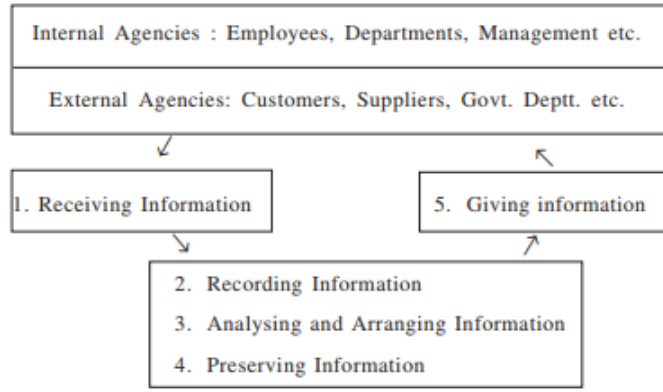 Internal Agencies : Employees, Departments, Management etc.
External Agencies: Customers, Suppliers, Govt. Deptt. etc.
1. Receiving Information
5. Giving information
2. Recording Information
3. Analysing and Arranging Information
4. Preserving Information